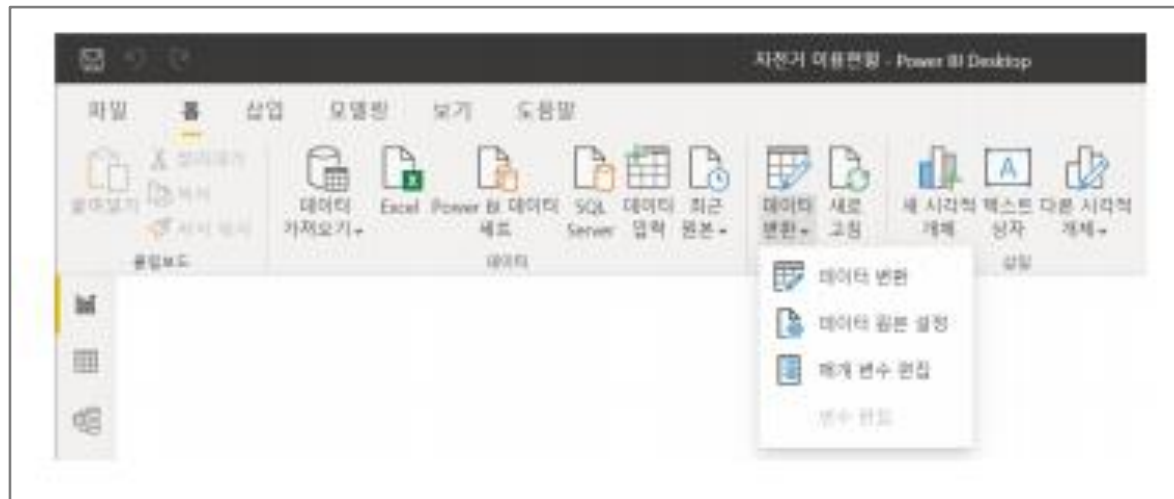 자전거 이용현황 - Power BI Desktop
파일 홈 삽입 모델링 보기 도움말
붙여넣기 잘라내기 복사 서식 복사
데이터 가져오기 Excel Power BI 데이터 세트 SQL Server 데이터 입력 최근 원본 데이터 변환 새로 고침 새 시각적 개체 텍스트 상자 다른 시각적 개체
클립보드 데이터 삽입
데이터 변환
데이터 원본 설정
매개 변수 편집
변수 편집